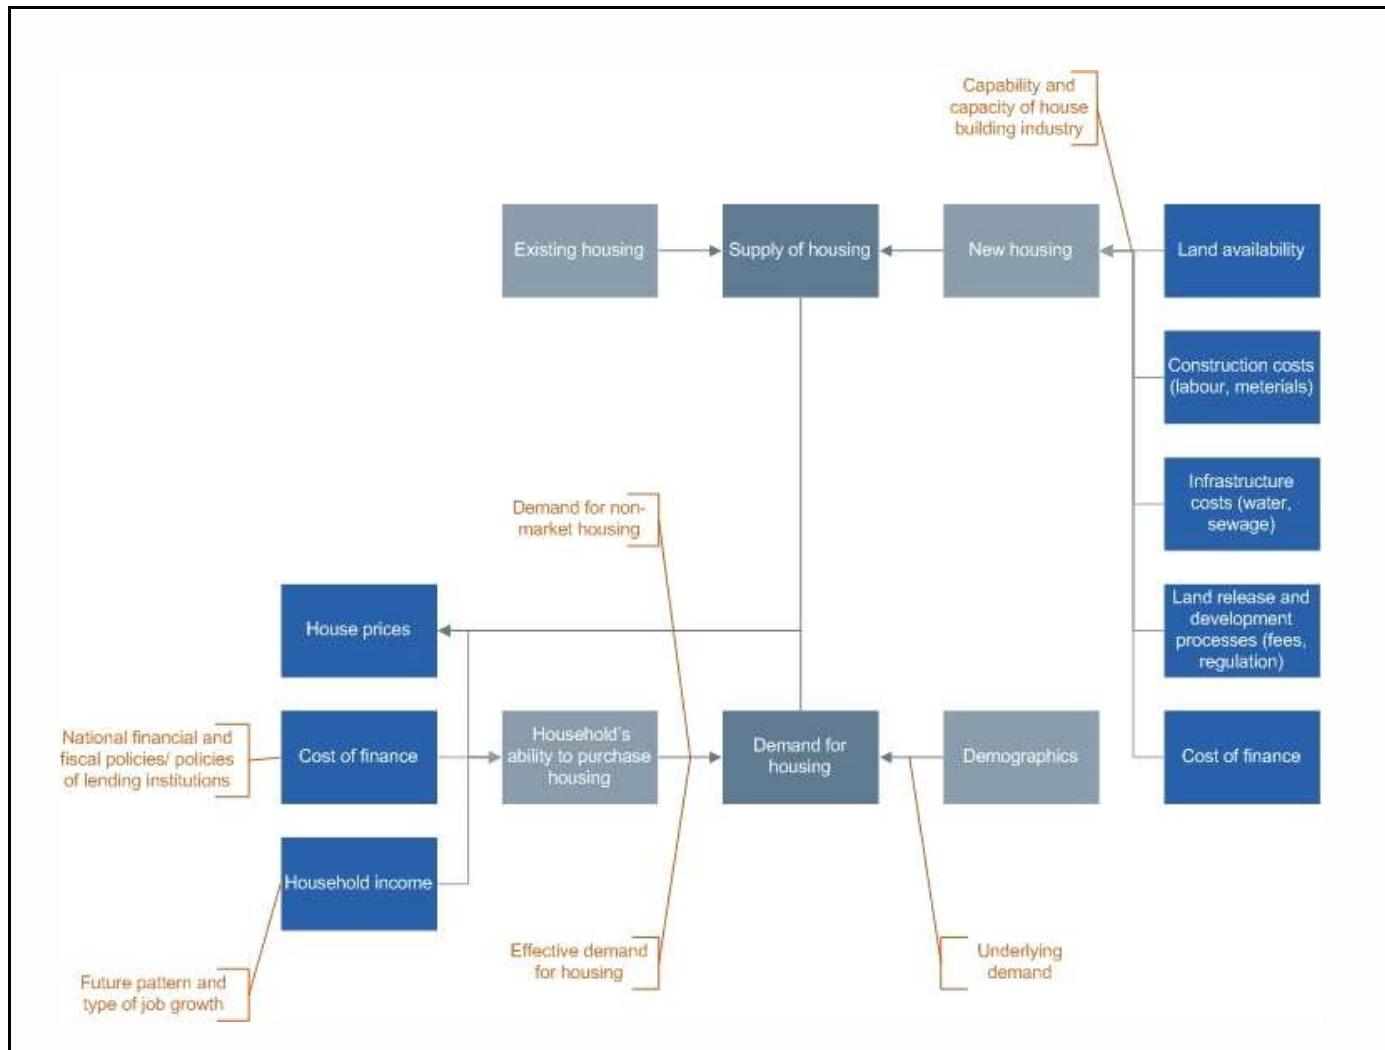 Capability and
capacity of house
building industry
Existing housing
Supply of housing
New housing
Land availability
Construction costs
(labour, meterials)
Infrastructure
costs (water,
sewage)
Demand for non-
market housing
House prices
Land release and
development
processes (fees,
regulation)
National financial and
fiscal policies/ policies
of lending institutions
Cost of finance
Household's
ability to purchase
housing
Demand for
housing
Demographics
Cost of finance
Household income
Future pattern and
type of job growth
Effective demand
for housing
Underlying
demand